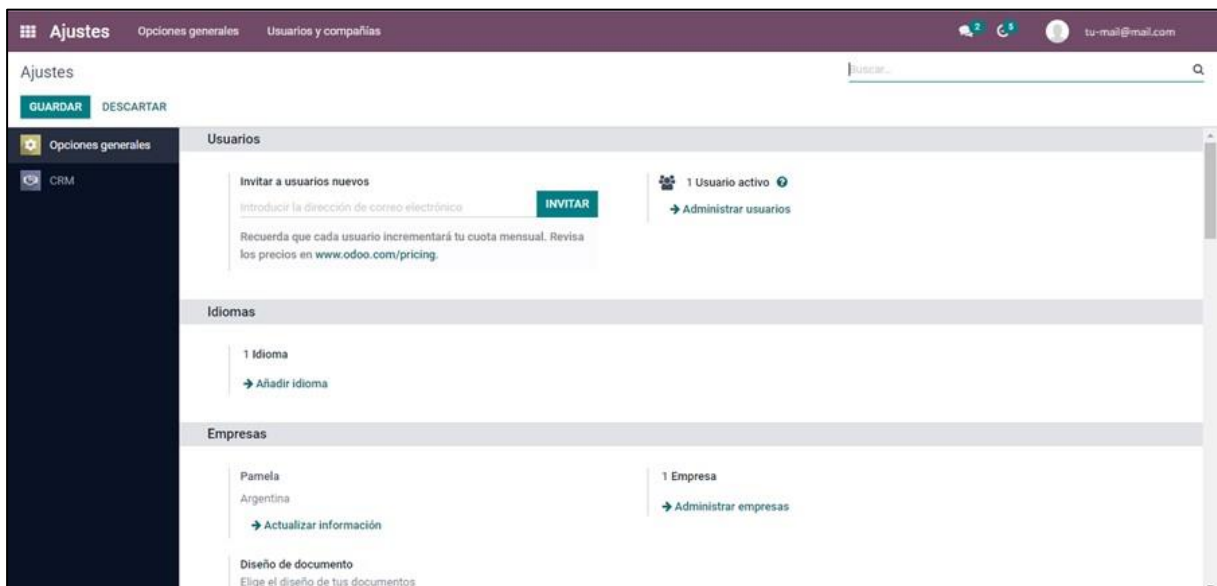 Ajustes Opciones generales Usuarios y compañías 2 5 tu-mail@mail.com
Ajustes Buscar...
GUARDAR DESCARTAR
Opciones generales
CRM
Usuarios
Invitar a usuarios nuevos
Introducir la dirección de correo electrónico INVITAR
Recuerda que cada usuario incrementará tu cuota mensual. Revisa
los precios en www.odoo.com/pricing.
1 Usuario activo
Administrar usuarios
Idiomas
1 Idioma
Añadir idioma
Empresas
Pamela
Argentina
Actualizar información
1 Empresa
Administrar empresas
Diseño de documento
Elige el diseño de tus documentos